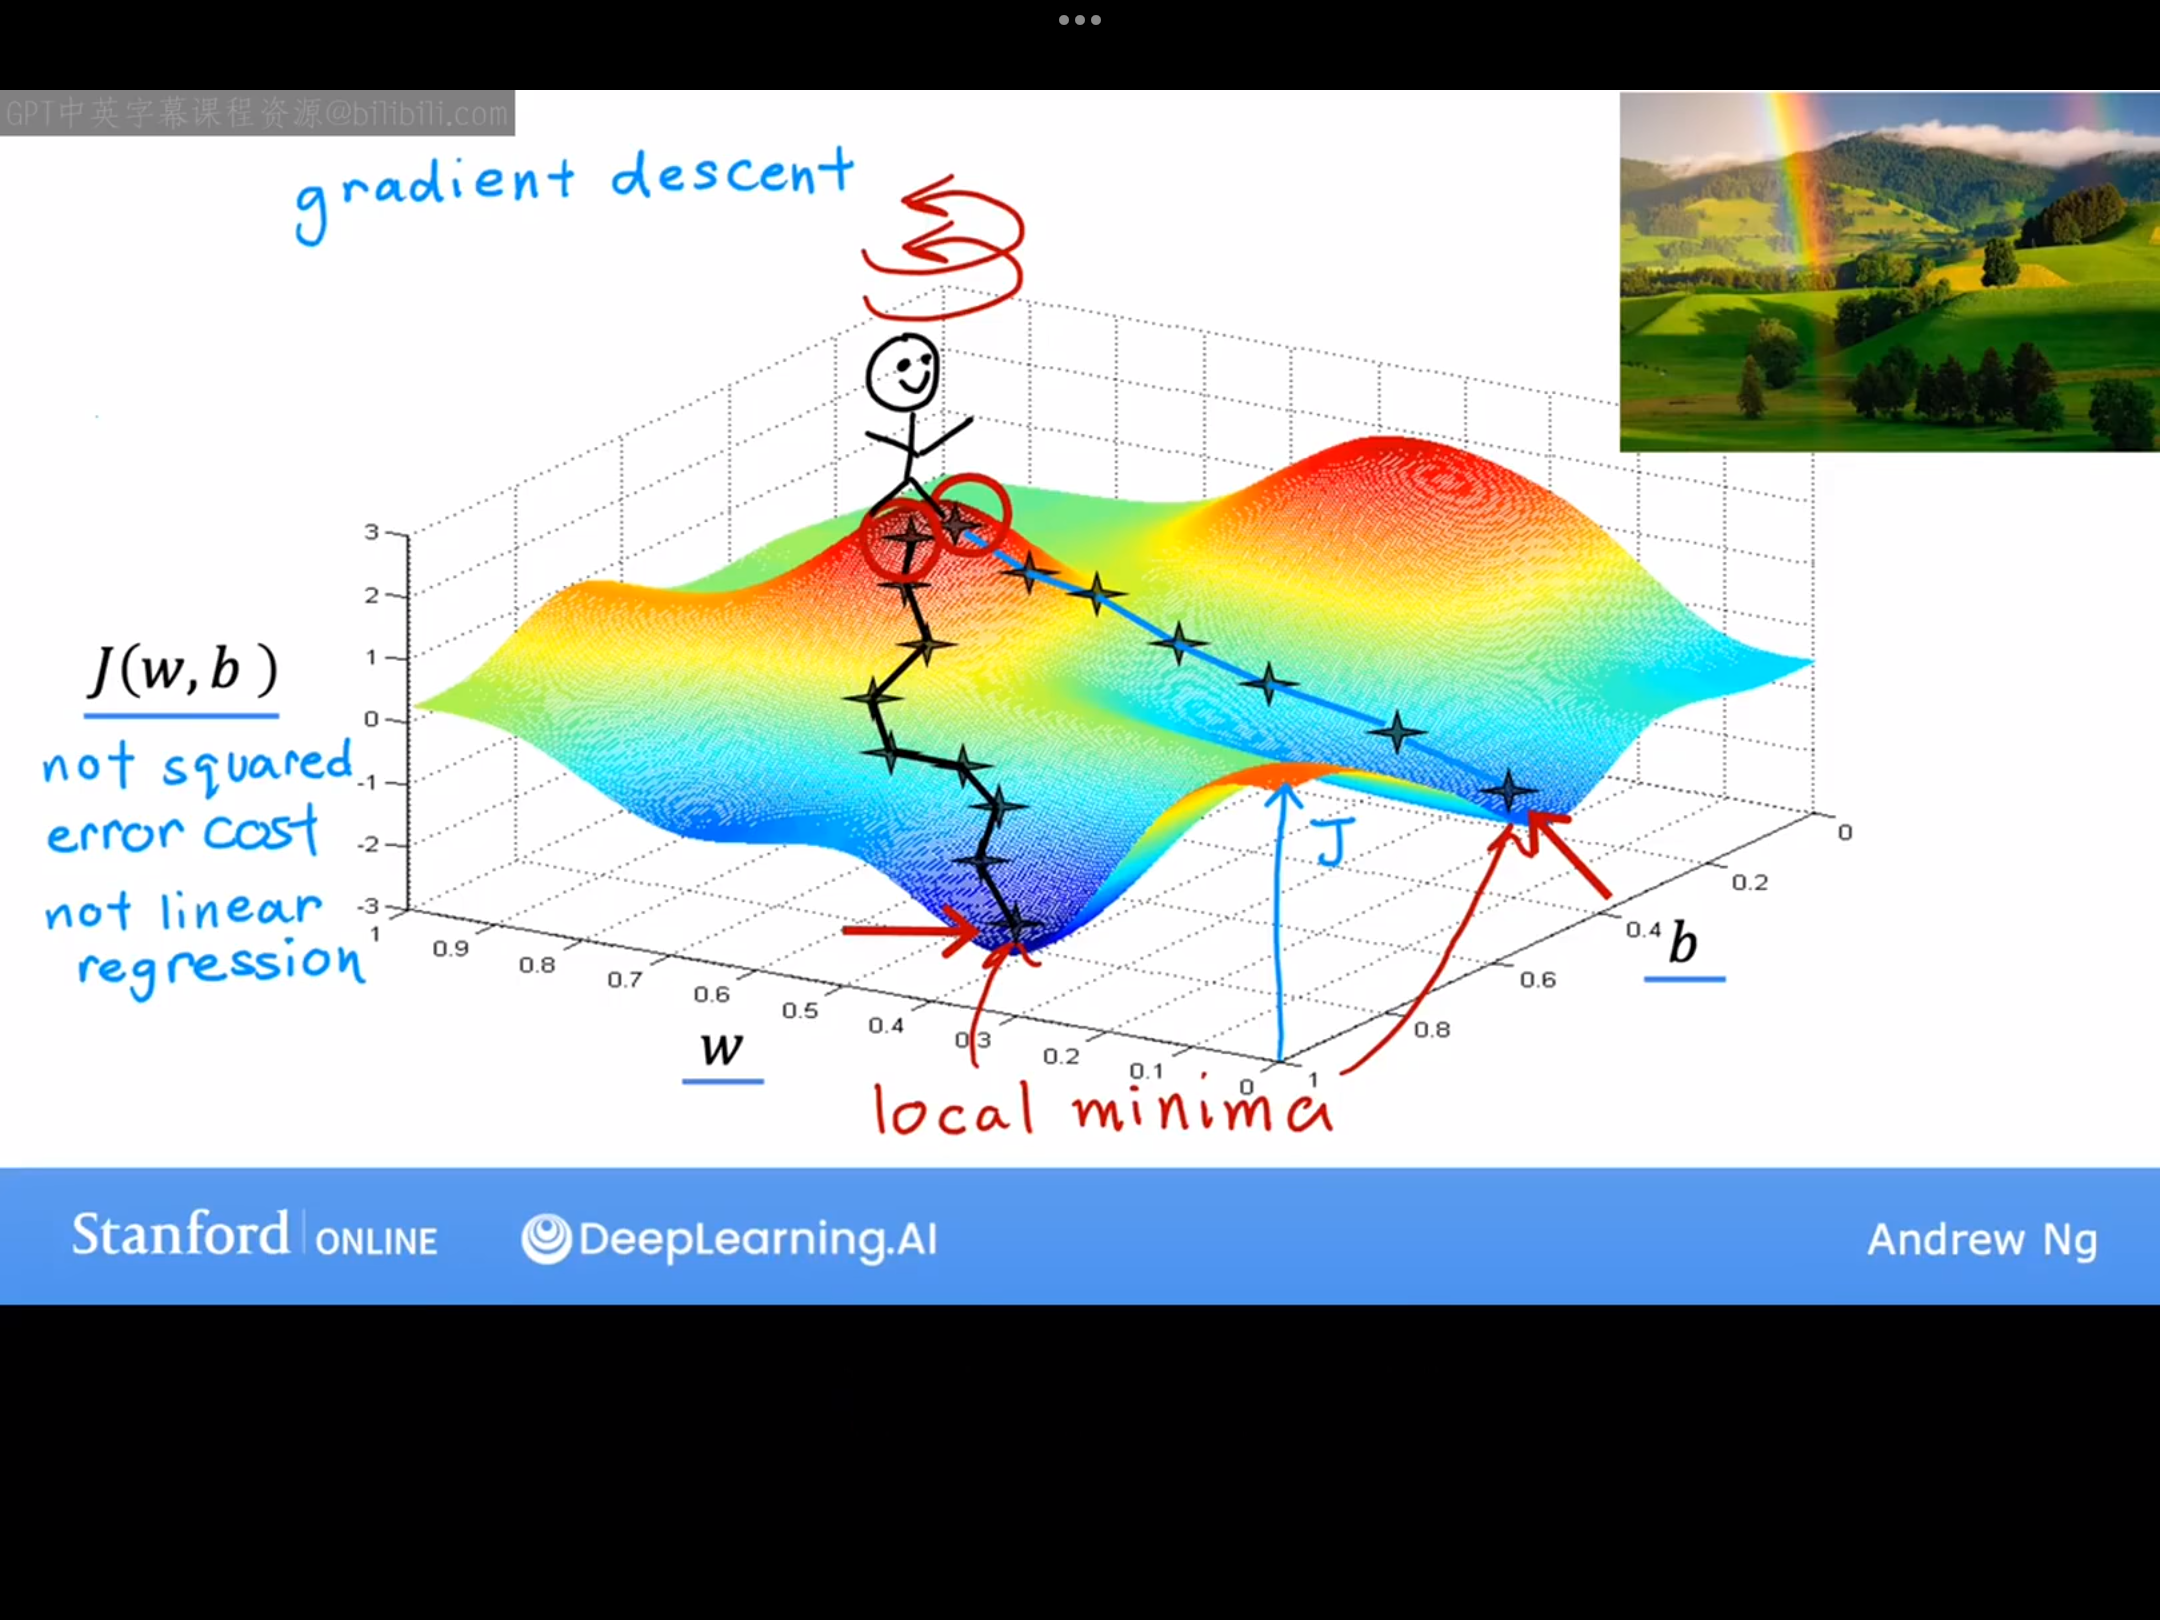 GPT中英字幕课程资源@bilibili.com
gradient descent
J(w, b )
not squared
error cost
not linear
regression
3
2
1
0
-1
-2
-3
1
0.9
0.8
0.7
0.6
0.5
0.4
0.3
0.2
0.1
0
w
1
0.8
0.6
0.4
0.2
0
b
J
local minima
Stanford ONLINE
DeepLearning.AI
Andrew Ng